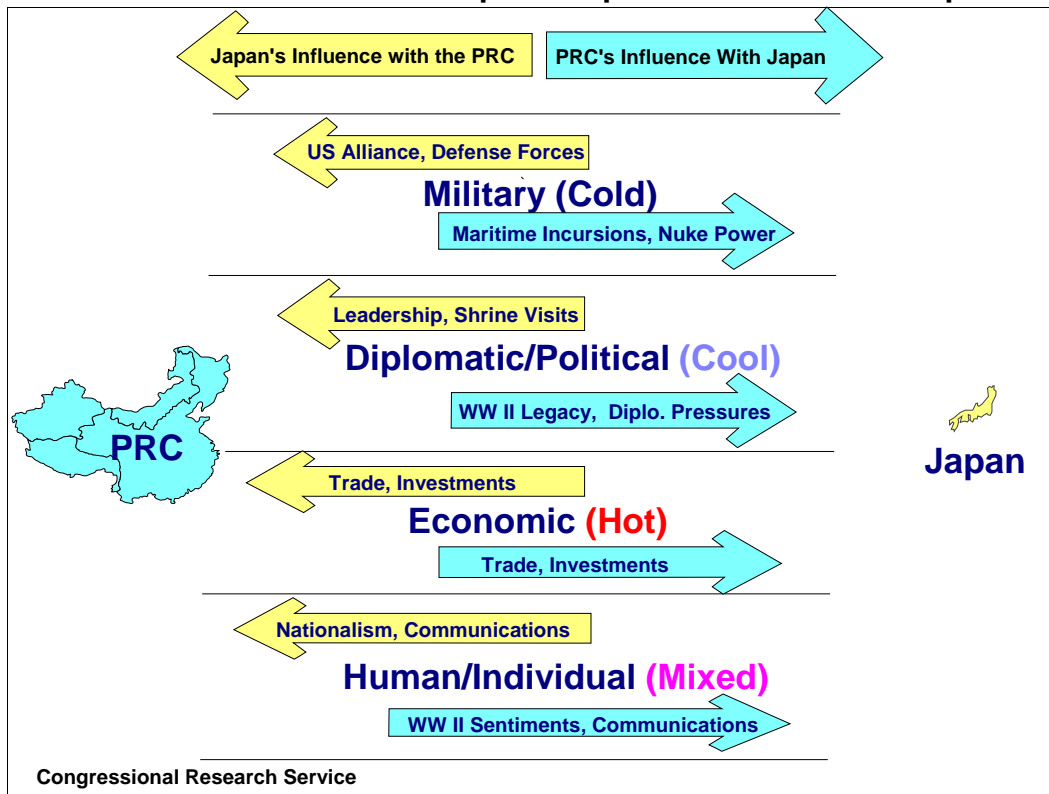 Japan's Influence with the PRC
PRC's Influence With Japan
US Alliance, Defense Forces
Military (Cold)
Maritime Incursions, Nuke Power
Leadership, Shrine Visits
Diplomatic/Political (Cool)
WW II Legacy, Diplo. Pressures
PRC
Japan
Trade, Investments
Economic (Hot)
Trade, Investments
Nationalism, Communications
Human/Individual (Mixed)
WW II Sentiments, Communications
Congressional Research Service